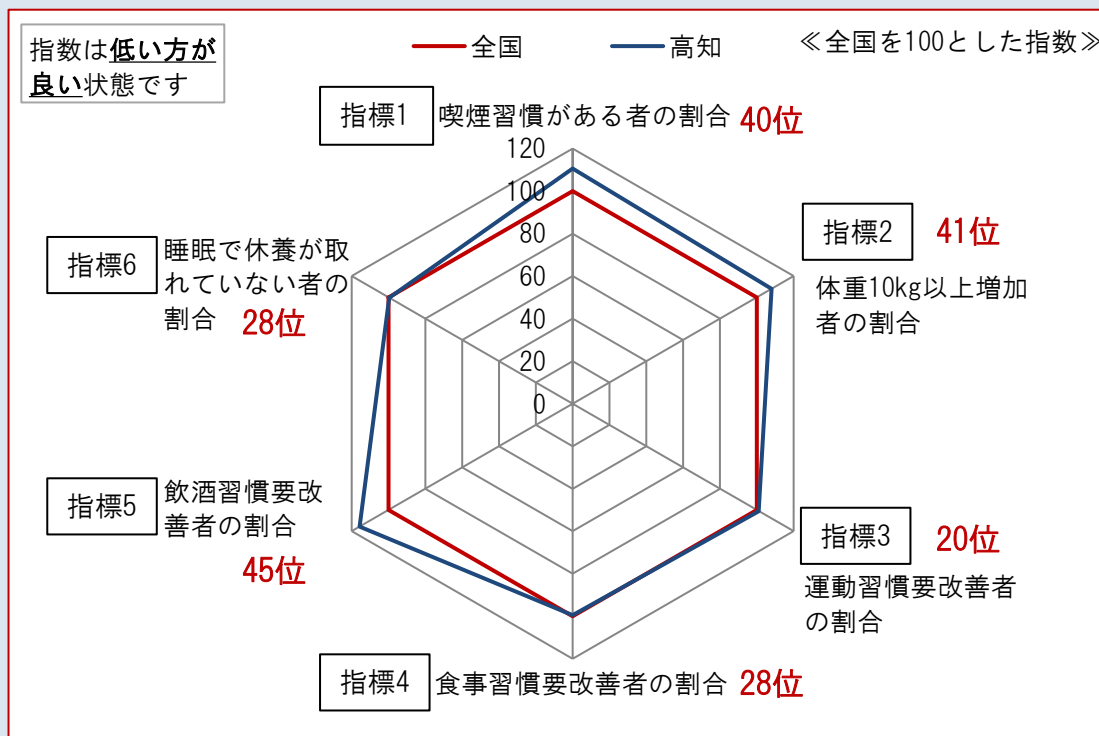 指数は低い方が
良い状態です
全国
高知
≪全国を100とした指数≫
指標1
喫煙習慣がある者の割合
40位
120
100
80
60
40
20
0
指標2
41位
体重10kg以上増加
者の割合
指標3
20位
運動習慣要改善者
の割合
指標4
食事習慣要改善者の割合
28位
指標5
飲酒習慣要改
善者の割合
45位
指標6
睡眠で休養が取
れていない者の
割合
28位